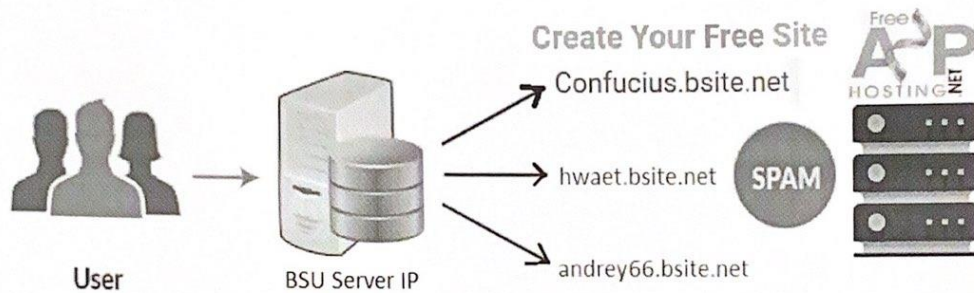 Create Your Free Site
Free
ASP
HOSTING
.NET
Confucius.bsite.net
hwaet.bsite.net
SPAM
andrey66.bsite.net
User
BSU Server IP